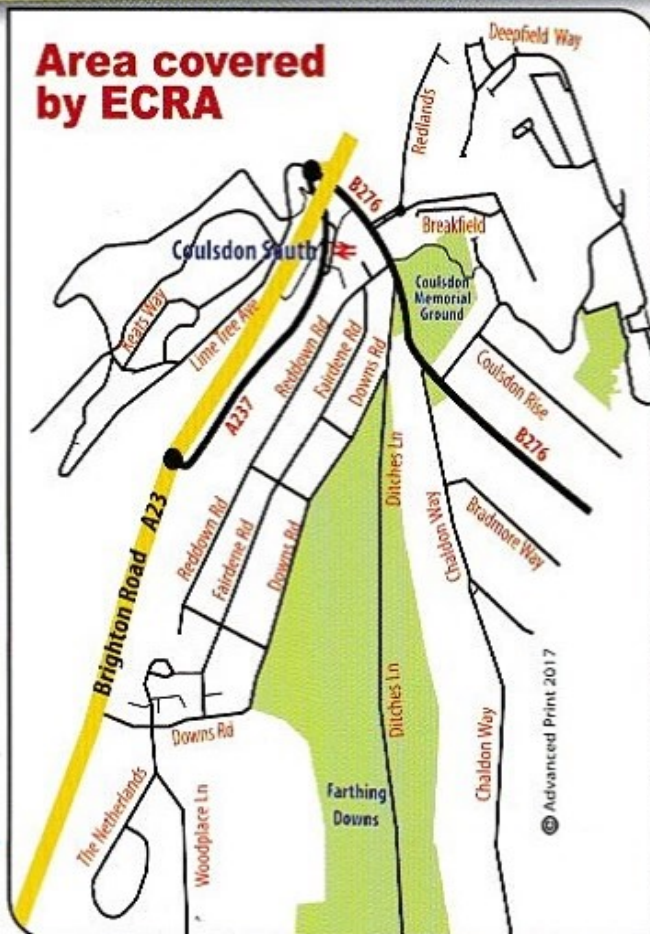 Area covered
by ECRA
Deepfield Way
Redlands
B276
Breakfield
Coulsdon South
Coulsdon
Memorial
Ground
Keats Way
Lime Tree Ave
Reddown Rd
Fairdene Rd
Downs Rd
A237
Coulsdon Rise
B276
Ditches Ln
Chaldon Way
Bradmore Way
Brighton Road A23
Reddown Rd
Fairdene Rd
Downs Rd
Ditches Ln
Chaldon Way
Downs Rd
The Netherlands
Woodplace Ln
Farthing
Downs
© Advanced Print 2017